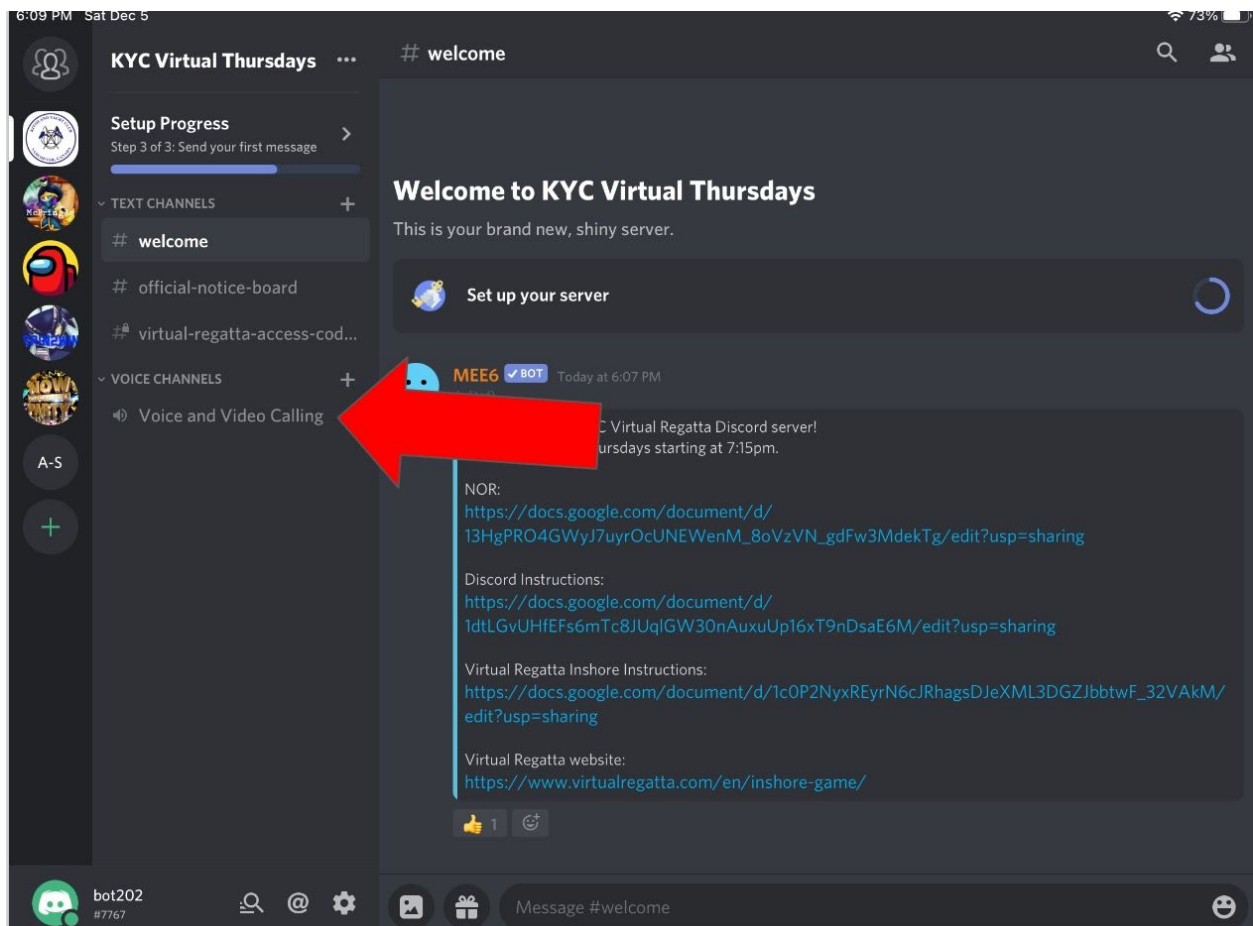 6:09 PM Sat Dec 5
73%
KYC Virtual Thursdays
Setup Progress
Step 3 of 3: Send your first message
TEXT CHANNELS
# welcome
# official-notice-board
virtual-regatta-access-cod...
VOICE CHANNELS
Voice and Video Calling
A-S
bot202
#7767
# welcome
Welcome to KYC Virtual Thursdays
This is your brand new, shiny server.
Set up your server
MEE6 BOT Today at 6:07 PM
C Virtual Regatta Discord server!
ursdays starting at 7:15pm.
NOR:
https://docs.google.com/document/d/
13HgPRO4GWyJ7uyrOcUNEWenM_8oVzVN_gdFw3MdekTg/edit?usp=sharing
Discord Instructions:
https://docs.google.com/document/d/
1dtLGvUHfEFs6mTc8JUqlGW30nAuxuUp16xT9nDsaE6M/edit?usp=sharing
Virtual Regatta Inshore Instructions:
https://docs.google.com/document/d/1c0P2NyxREyrN6cJRhagsDJeXML3DGZJbbtwF_32VAkM/
edit?usp=sharing
Virtual Regatta website:
https://www.virtualregatta.com/en/inshore-game/
1
Message #welcome